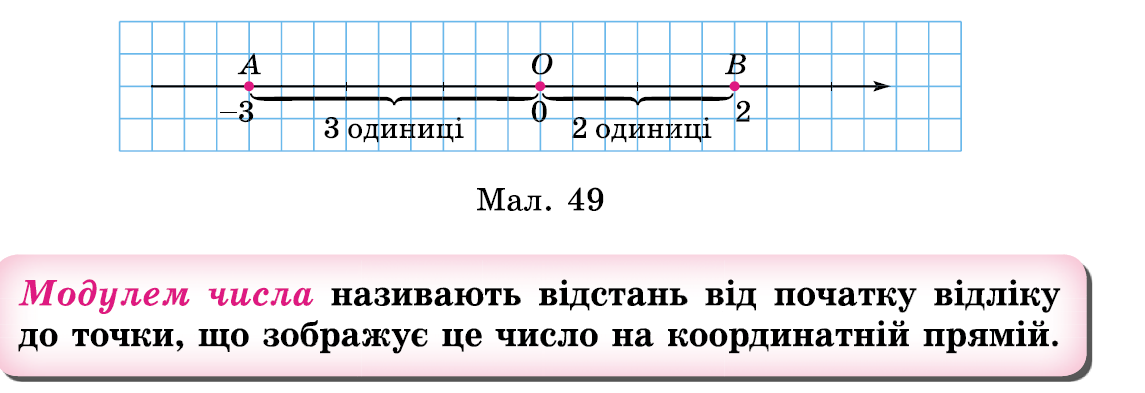 A O B
–3 0 2
3 одиниці 2 одиниці
Мал. 49
Модулем числа називають відстань від початку відліку
до точки, що зображує це число на координатній прямій.